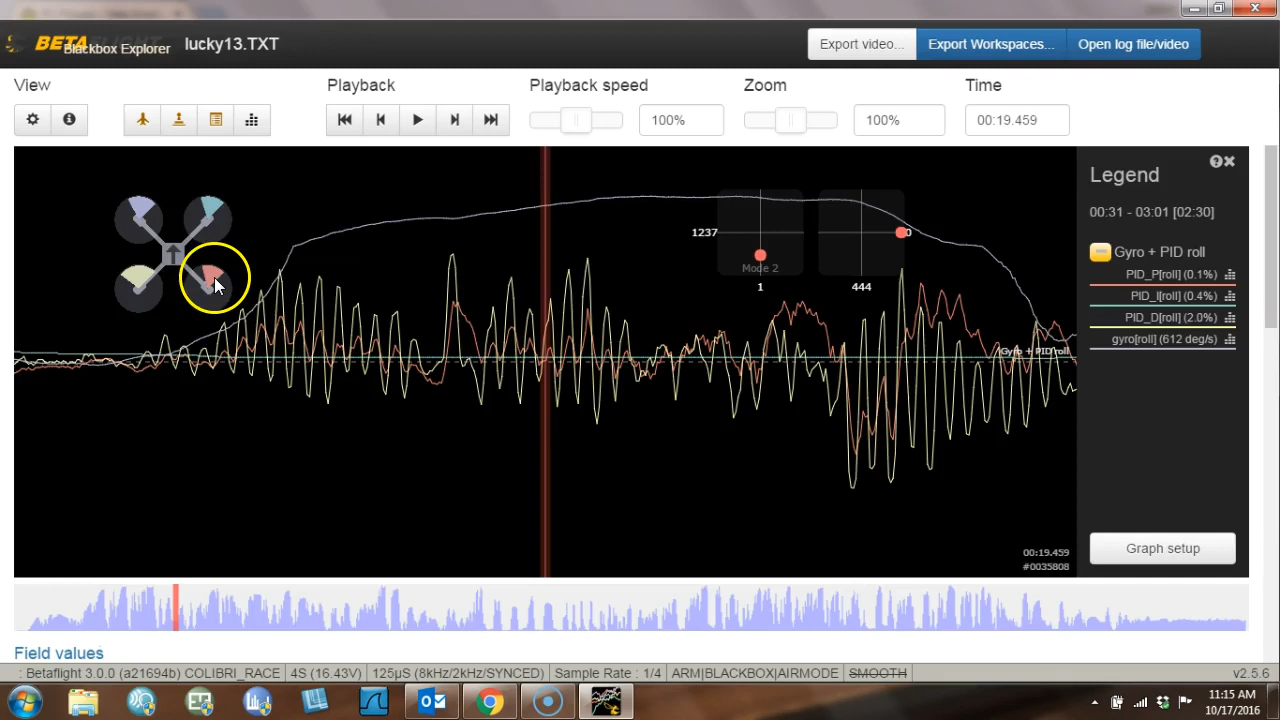 BETAFLIGHT
Blackbox Explorer
lucky13.TXT
Export video...
Export Workspaces...
Open log file/video
View
Playback
Playback speed
Zoom
Time
100%
100%
00:19.459
1237
0
Mode 2
1
444
Legend
00:31 - 03:01 [02:30]
Gyro + PID roll
PID_P[roll] (0.1%)
PID_I[roll] (0.4%)
PID_D[roll] (2.0%)
gyro[roll] (612 deg/s)
Gyro + PID roll
Graph setup
00:19.459
#0035808
Field values
: Betaflight 3.0.0 (a21694b) COLIBRI_RACE
4S (16.43V)
125µS (8kHz/2kHz/SYNCED)
Sample Rate : 1/4
ARM|BLACKBOX|AIRMODE
SMOOTH
v2.5.6
11:15 AM
10/17/2016